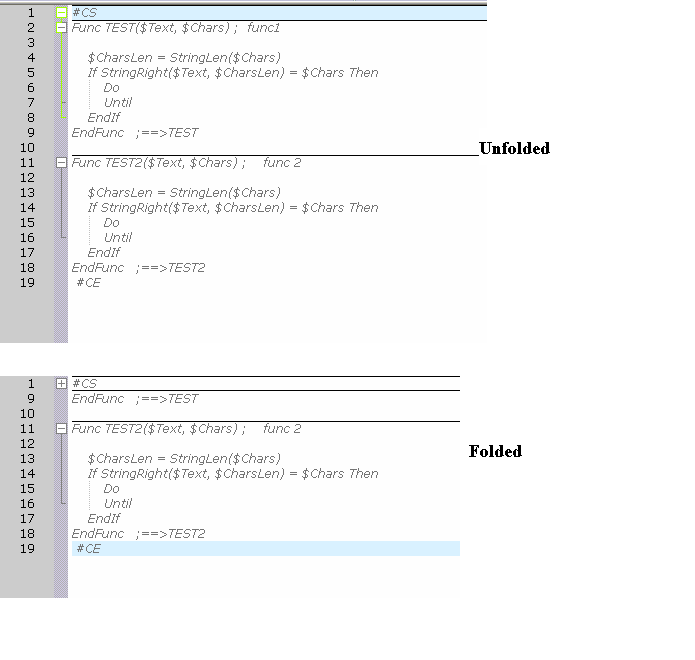 1 #CS
2 Func TEST($Text, $Chars) ; func1
3
4 $CharsLen = StringLen($Chars)
5 If StringRight($Text, $CharsLen) = $Chars Then
6 Do
7 Until
8 EndIf
9 EndFunc ;==>TEST
10 Unfolded
11 Func TEST2($Text, $Chars) ; func 2
12
13 $CharsLen = StringLen($Chars)
14 If StringRight($Text, $CharsLen) = $Chars Then
15 Do
16 Until
17 EndIf
18 EndFunc ;==>TEST2
19 #CE
1 #CS
9 EndFunc ;==>TEST
10
11 Func TEST2($Text, $Chars) ; func 2
12
Folded
13 $CharsLen = StringLen($Chars)
14 If StringRight($Text, $CharsLen) = $Chars Then
15 Do
16 Until
17 EndIf
18 EndFunc ;==>TEST2
19 #CE